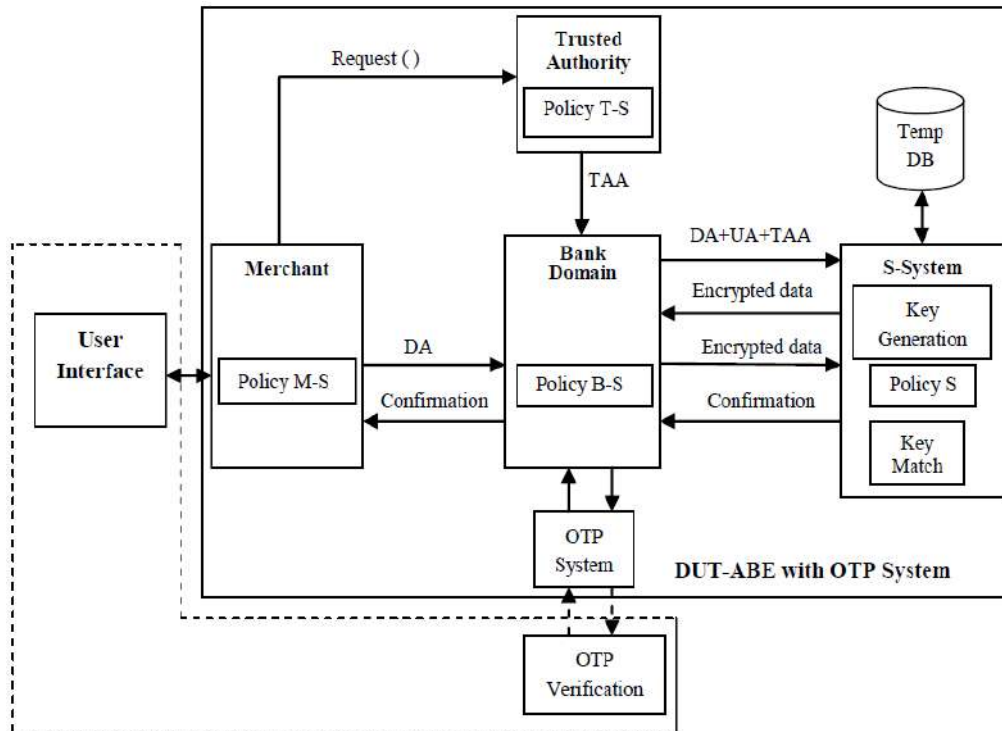 Trusted
Authority
Policy T-S
Request ( )
TAA
Temp
DB
Merchant
Policy M-S
Bank
Domain
Policy B-S
DA+UA+TAA
Encrypted data
Encrypted data
Confirmation
S-System
Key
Generation
Policy S
Key
Match
User
Interface
DA
Confirmation
OTP
System
DUT-ABE with OTP System
OTP
Verification